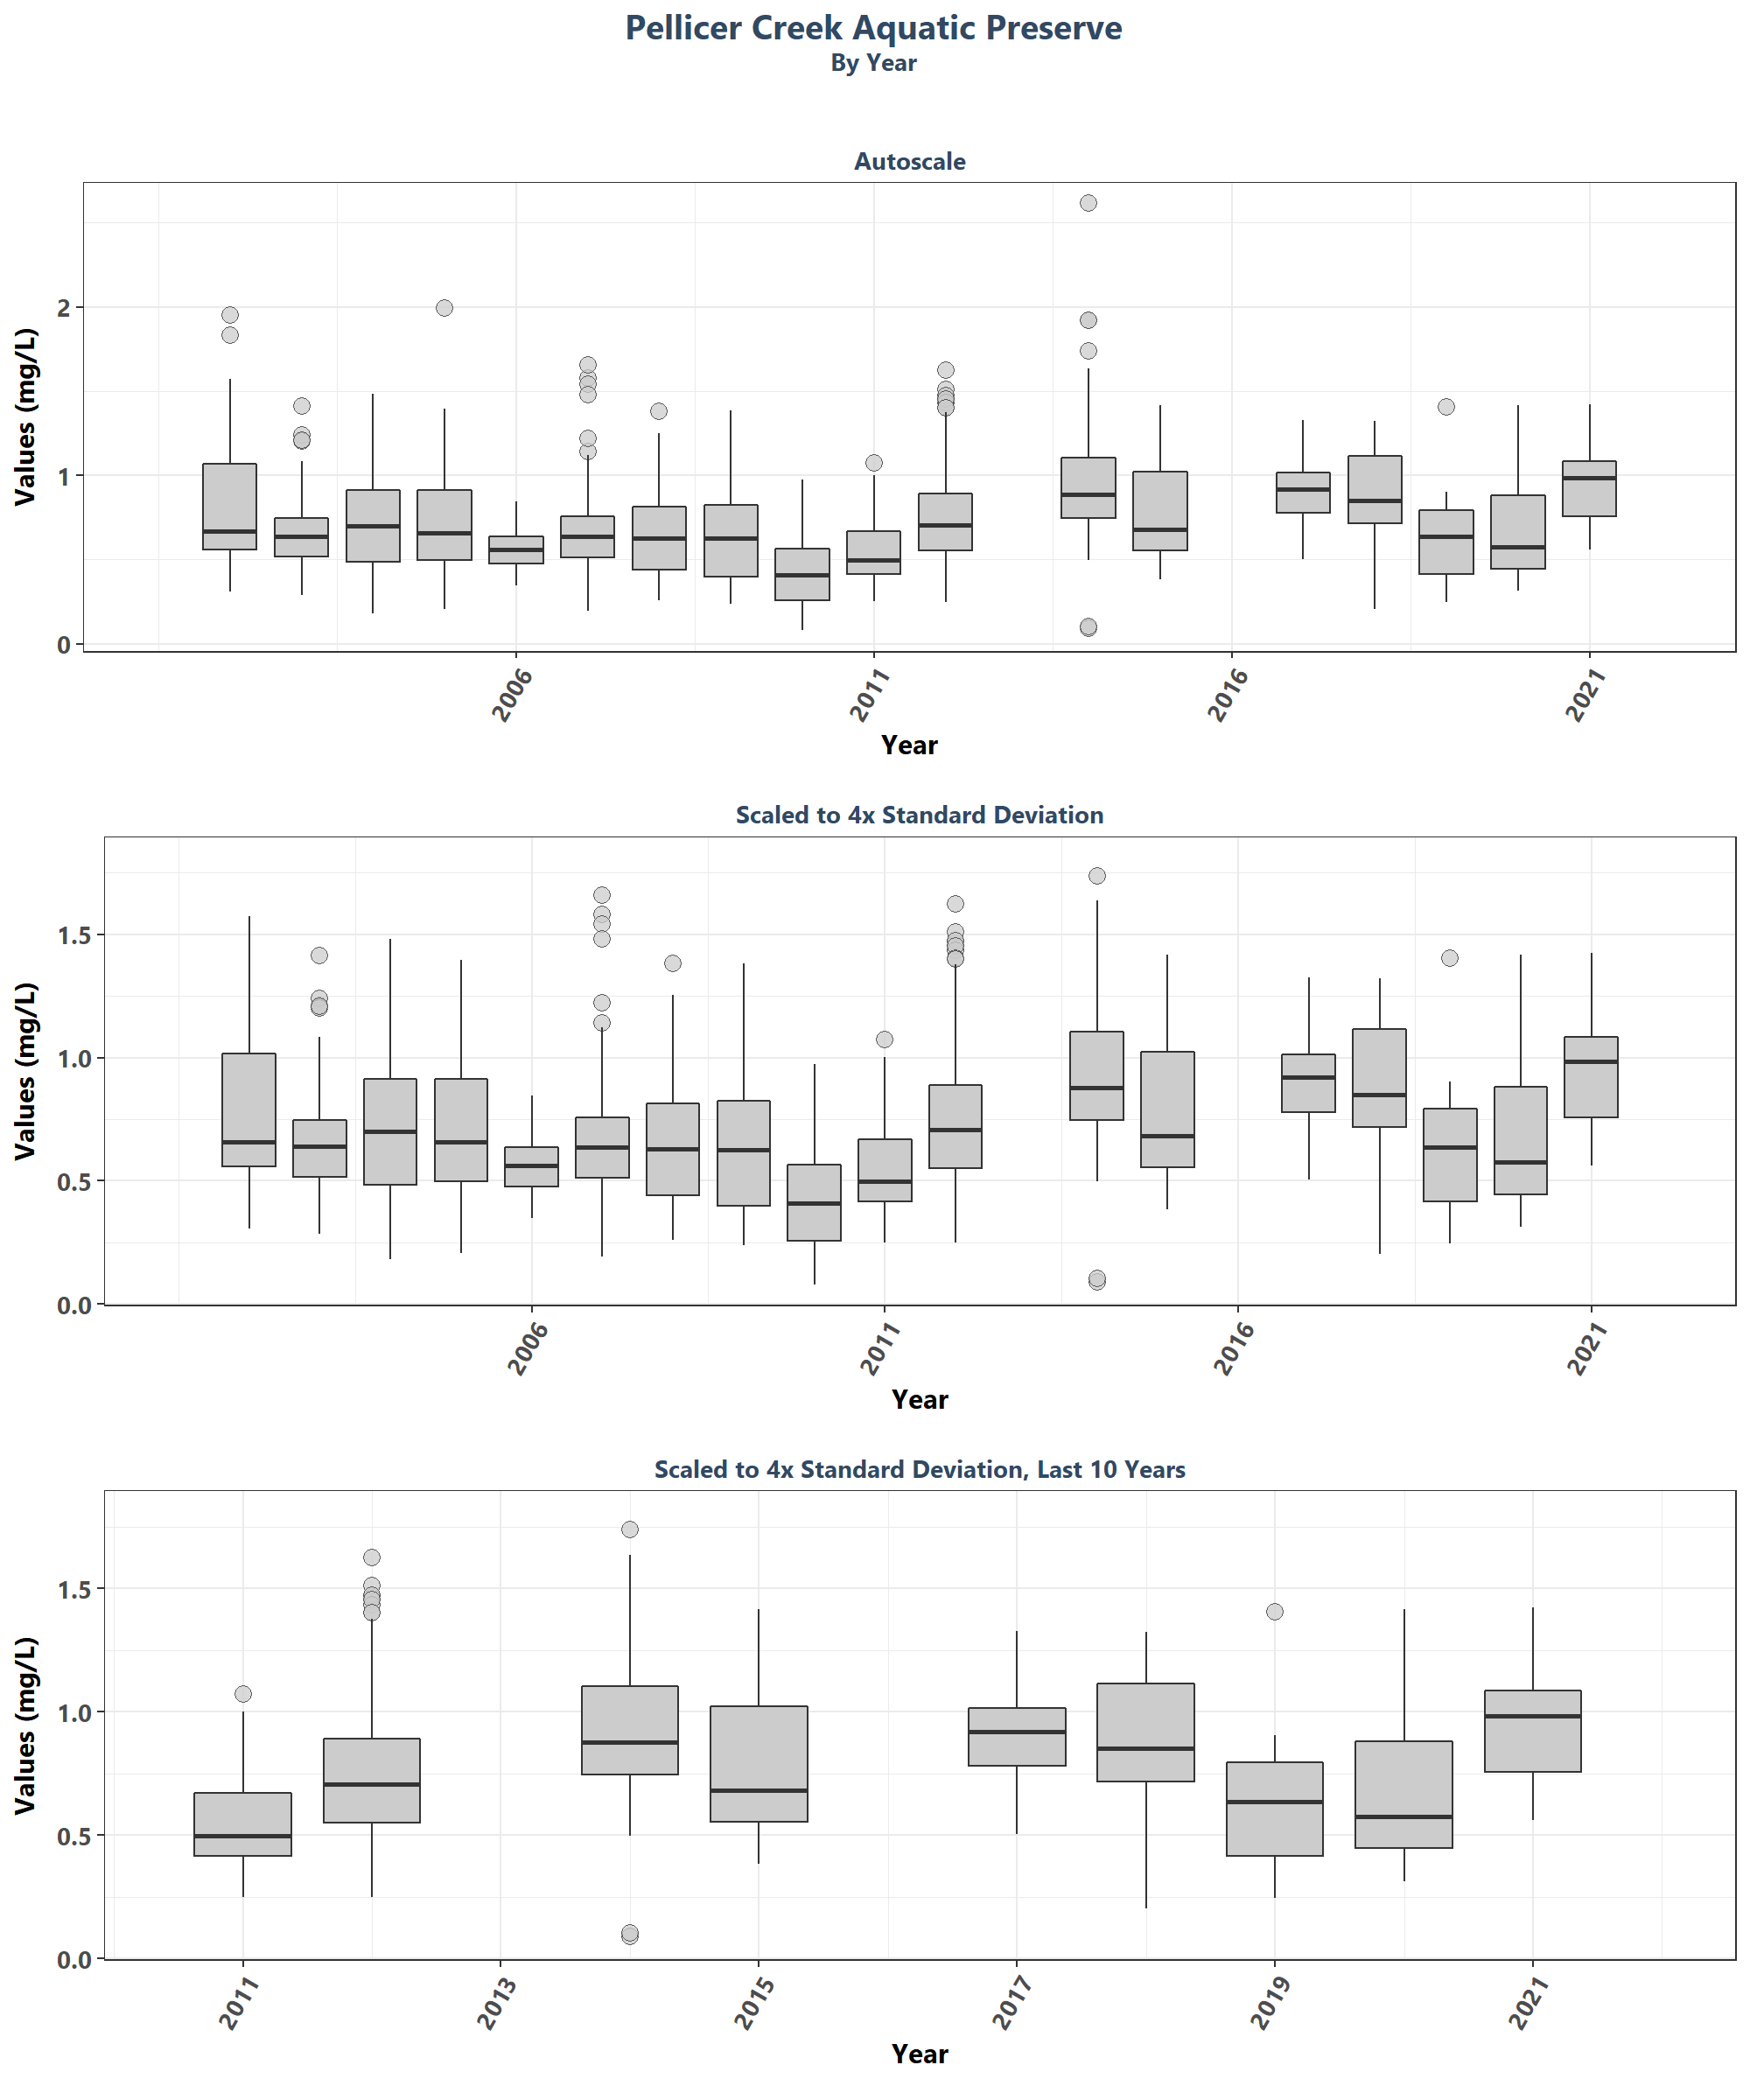 Pellicer Creek Aquatic Preserve
By Year
Autoscale
Values (mg/L)
2
1
0
2006
2011
2016
2021
Year
Scaled to 4x Standard Deviation
Values (mg/L)
1.5
1.0
0.5
0.0
2006
2011
2016
2021
Year
Scaled to 4x Standard Deviation, Last 10 Years
Values (mg/L)
1.5
1.0
0.5
0.0
2011
2013
2015
2017
2019
2021
Year